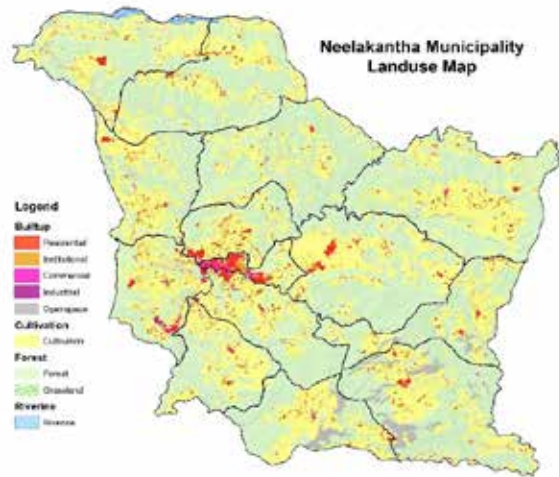 Neelakantha Municipality
Landuse Map
Legend
Builtup
Residential
Institutional
Commercial
Industrial
Openspace
Cultivation
Cultivation
Forest
Forest
Grassland
Riverine
Riverine